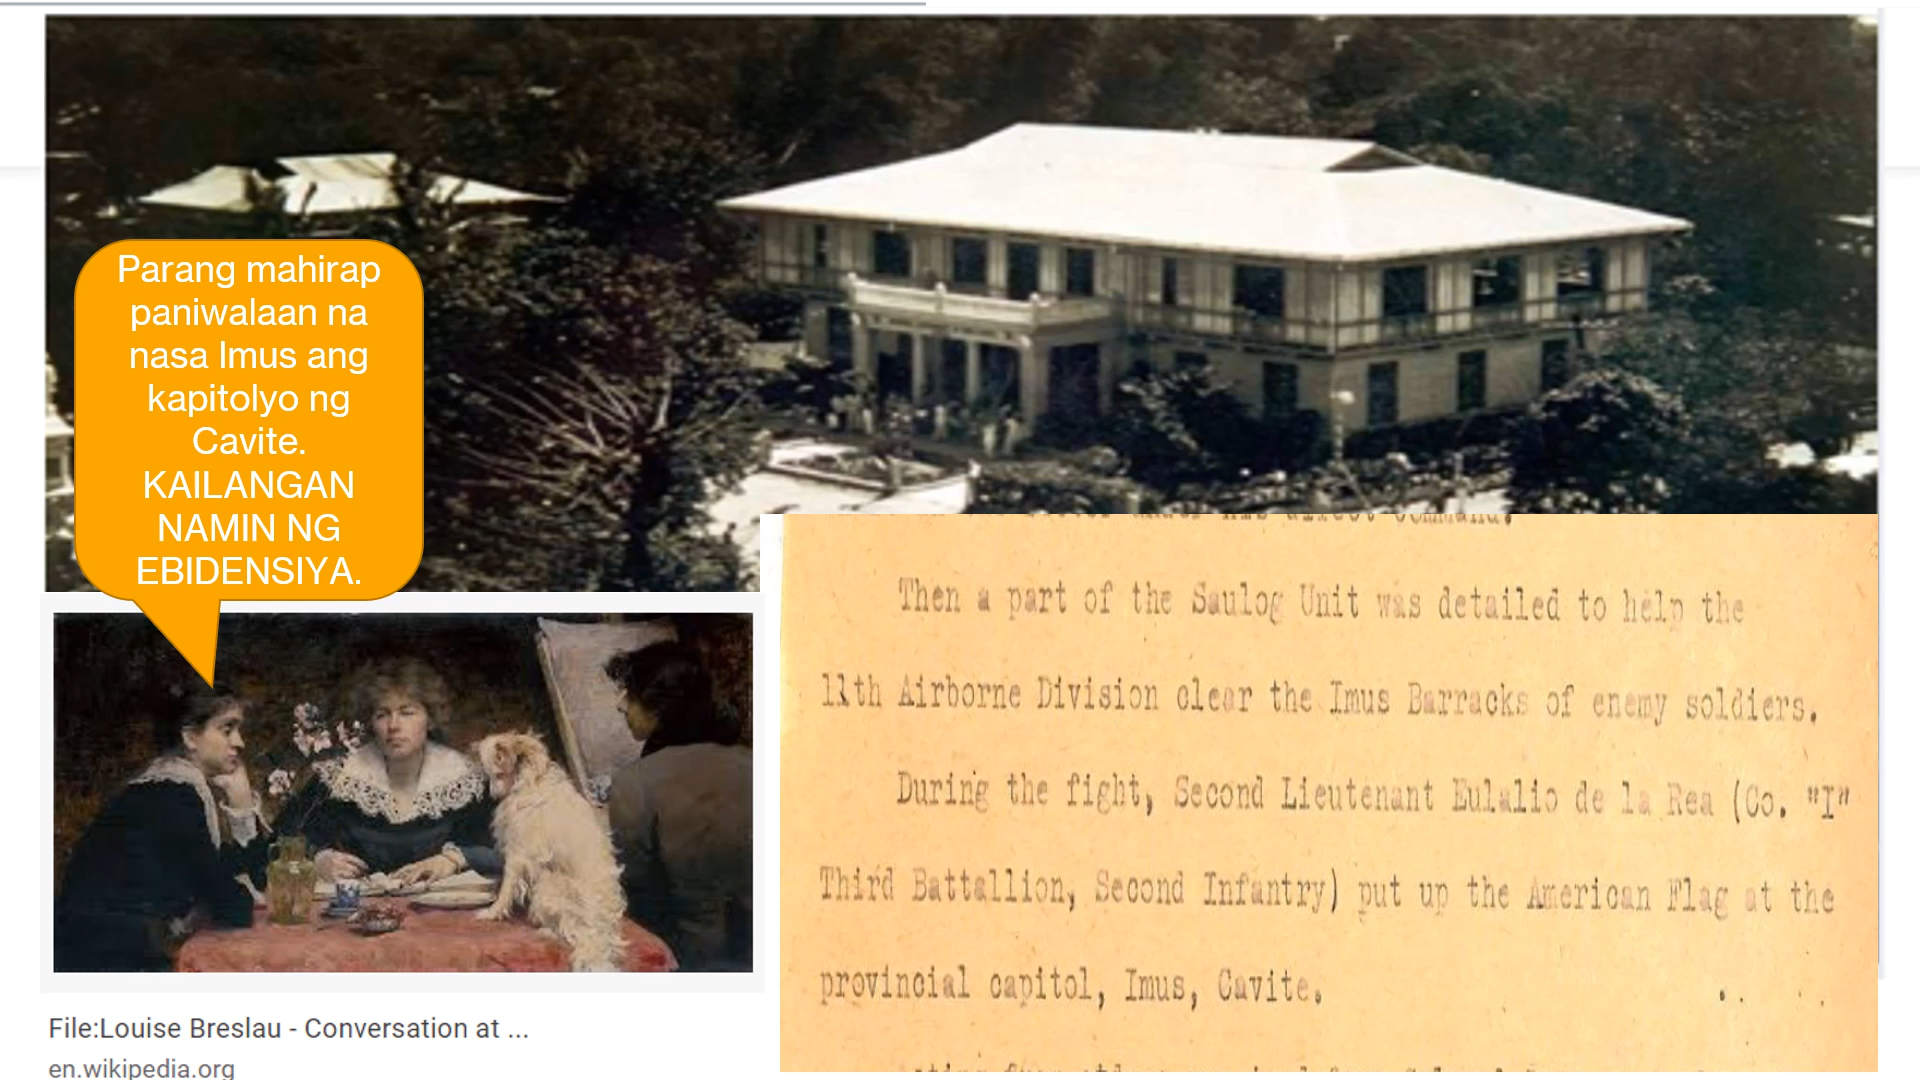 Parang mahirap
paniwalaan na
nasa Imus ang
kapitolyo ng
Cavite.
KAILANGAN
NAMIN NG
EBIDENSIYA.
direct command.
Then a part of the Saulog Unit was detailed to help the
11th Airborne Division clear the Imus Barracks of enemy soldiers.
During the fight, Second Lieutenant Eulalio de la Rea (Co. "I"
Third Battallion, Second Infantry) put up the American Flag at the
provincial capitol, Imus, Cavite.
File:Louise Breslau - Conversation at ...
en.wikipedia.org